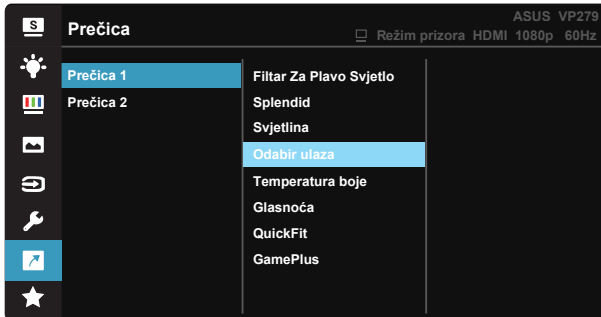 S
Prečica
ASUS VP279
Režim prizora HDMI 1080p 60Hz
Prečica 1
Prečica 2
Filtar Za Plavo Svjetlo
Splendid
Svjetlina
Odabir ulaza
Temperatura boje
Glasnoća
QuickFit
GamePlus